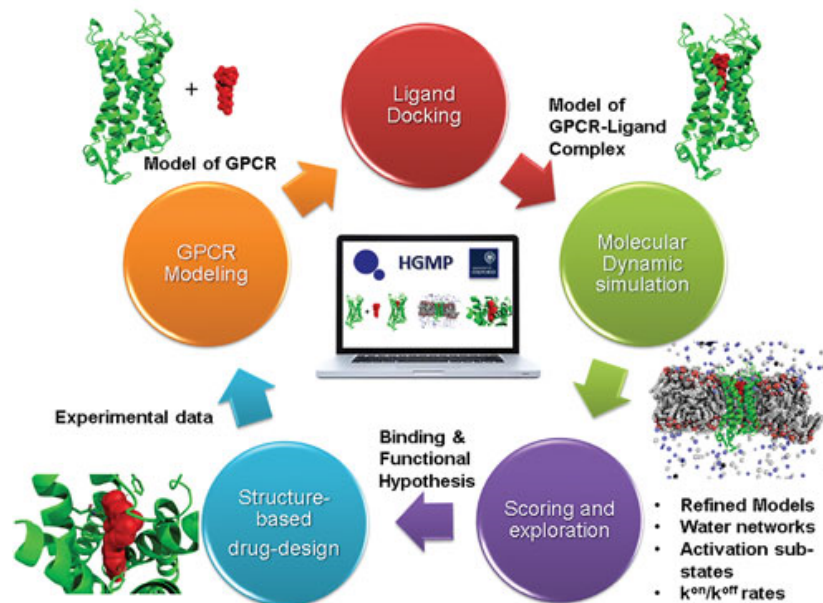 Ligand
Docking
Model of
GPCR-Ligand
Complex
+
Model of GPCR
GPCR
Modeling
HGMP
+
Molecular
Dynamic
simulation
Experimental data
Binding &
Functional
Hypothesis
Structure-
based
drug-design
Scoring and
exploration
• Refined Models
• Water networks
• Activation sub-
states
• kᵒⁿ/kᵒᶠᶠ rates